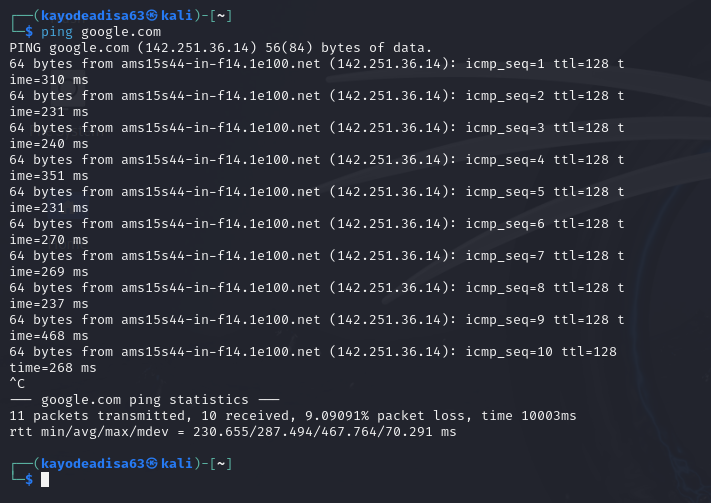 ┌──(kayodeadisa63㉿kali)-[~]
└─$ ping google.com
PING google.com (142.251.36.14) 56(84) bytes of data.
64 bytes from ams15s44-in-f14.1e100.net (142.251.36.14): icmp_seq=1 ttl=128 t
ime=310 ms
64 bytes from ams15s44-in-f14.1e100.net (142.251.36.14): icmp_seq=2 ttl=128 t
ime=231 ms
64 bytes from ams15s44-in-f14.1e100.net (142.251.36.14): icmp_seq=3 ttl=128 t
ime=240 ms
64 bytes from ams15s44-in-f14.1e100.net (142.251.36.14): icmp_seq=4 ttl=128 t
ime=351 ms
64 bytes from ams15s44-in-f14.1e100.net (142.251.36.14): icmp_seq=5 ttl=128 t
ime=231 ms
64 bytes from ams15s44-in-f14.1e100.net (142.251.36.14): icmp_seq=6 ttl=128 t
ime=270 ms
64 bytes from ams15s44-in-f14.1e100.net (142.251.36.14): icmp_seq=7 ttl=128 t
ime=269 ms
64 bytes from ams15s44-in-f14.1e100.net (142.251.36.14): icmp_seq=8 ttl=128 t
ime=237 ms
64 bytes from ams15s44-in-f14.1e100.net (142.251.36.14): icmp_seq=9 ttl=128 t
ime=468 ms
64 bytes from ams15s44-in-f14.1e100.net (142.251.36.14): icmp_seq=10 ttl=128
time=268 ms
^C
--- google.com ping statistics ---
11 packets transmitted, 10 received, 9.09091% packet loss, time 10003ms
rtt min/avg/max/mdev = 230.655/287.494/467.764/70.291 ms
┌──(kayodeadisa63㉿kali)-[~]
└─$